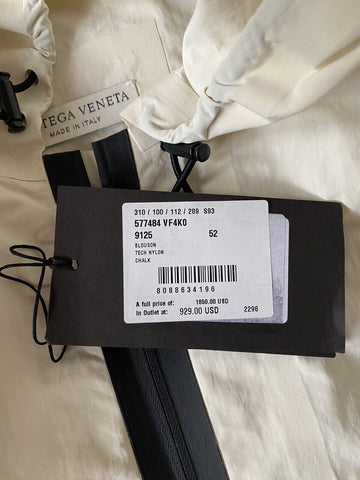 TEGA VENETA
MADE IN ITALY
310 / 100 / 112 / 289 S93
577484 VF4K0
9125 52
BLOUSON
TECH NYLON
CHALK
8088634196
A full price of: 1850.00 USD
In Outlet at: 929.00 USD 2296